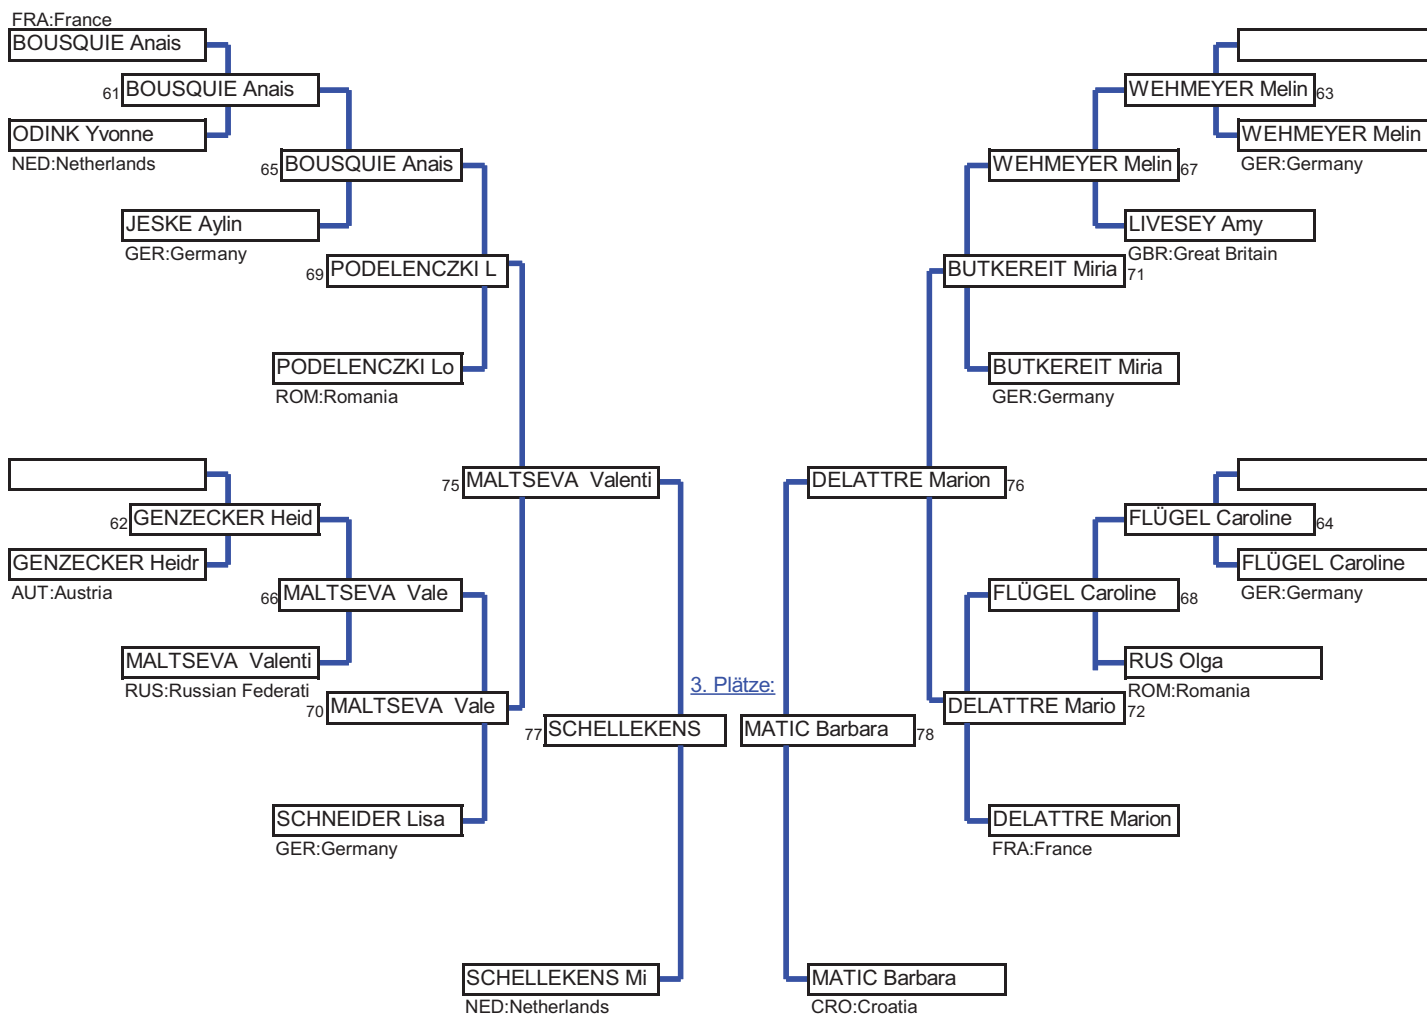 FRA:France
BOUSQUIE Anais
61 BOUSQUIE Anais
ODINK Yvonne
NED:Netherlands
65 BOUSQUIE Anais
JESKE Aylin
GER:Germany
69 PODELENCZKI L
PODELENCZKI Lo
ROM:Romania
75 MALTSEVA  Valenti
62 GENZECKER Heid
GENZECKER Heidr
AUT:Austria
66 MALTSEVA  Vale
MALTSEVA  Valenti
RUS:Russian Federati
70 MALTSEVA  Vale
SCHNEIDER Lisa
GER:Germany
77 SCHELLEKENS
SCHELLEKENS Mi
NED:Netherlands
3. Plätze:
WEHMEYER Melin 63
WEHMEYER Melin
GER:Germany
WEHMEYER Melin 67
LIVESEY Amy
GBR:Great Britain
BUTKEREIT Miria 71
BUTKEREIT Miria
GER:Germany
DELATTRE Marion 76
FLÜGEL Caroline 64
FLÜGEL Caroline
GER:Germany
FLÜGEL Caroline 68
RUS Olga
ROM:Romania
DELATTRE Mario 72
DELATTRE Marion
FRA:France
MATIC Barbara 78
MATIC Barbara
CRO:Croatia